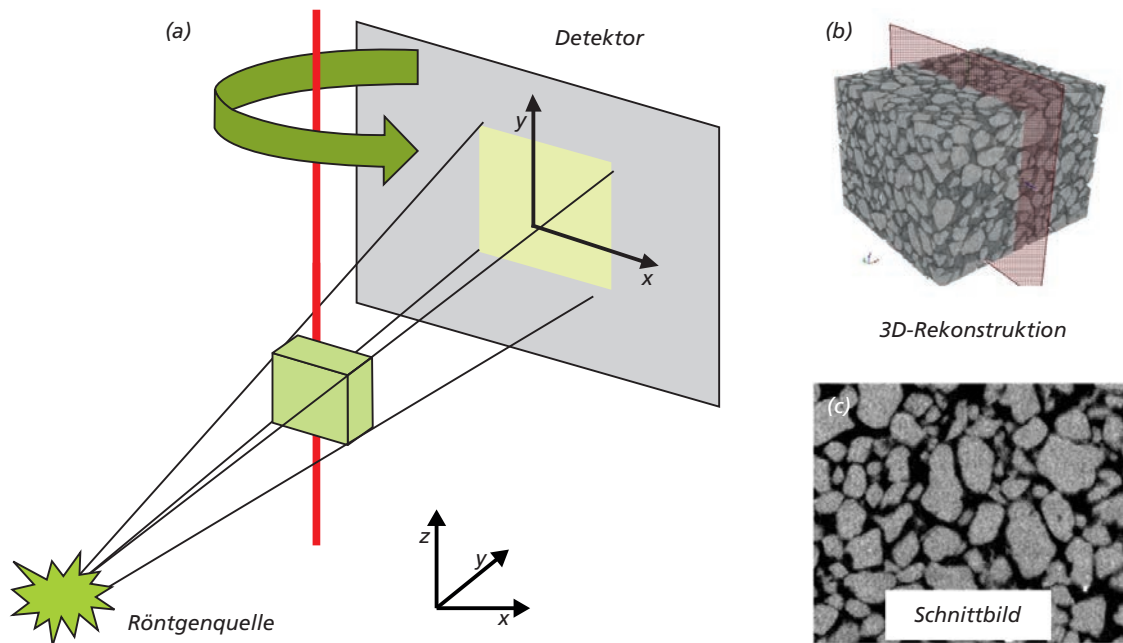 (a)
Detektor
y
x
z
y
x
Röntgenquelle
(b)
3D-Rekonstruktion
(c)
Schnittbild